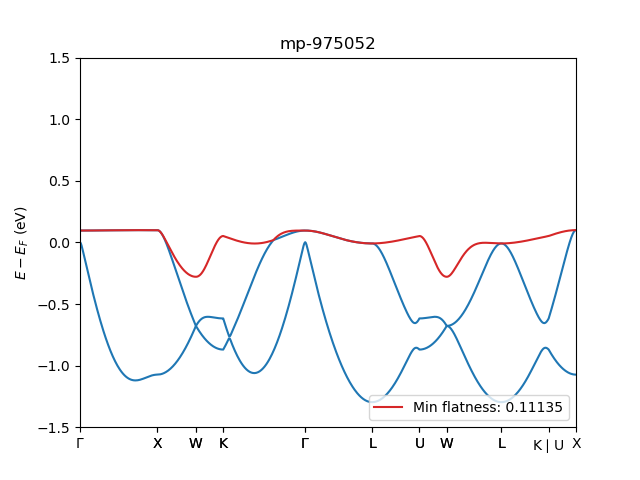 mp-975052
E − E_F (eV)
1.5
1.0
0.5
0.0
−0.5
−1.0
−1.5
Min flatness: 0.11135
Γ X W K Γ L U W L K | U X